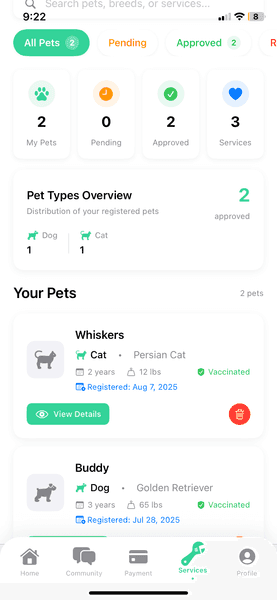 Search pets, breeds, or services...
9:22
8
All Pets 2
Pending
Approved 2
R
2
0
2
3
My Pets
Pending
Approved
Services
Pet Types Overview
2
Distribution of your registered pets
approved
Dog
Cat
1
1
Your Pets
2 pets
Whiskers
Cat • Persian Cat
2 years
12 lbs
Vaccinated
Registered: Aug 7, 2025
View Details
Buddy
Dog • Golden Retriever
3 years
65 lbs
Vaccinated
Registered: Jul 28, 2025
Home
Community
Payment
Services
Profile